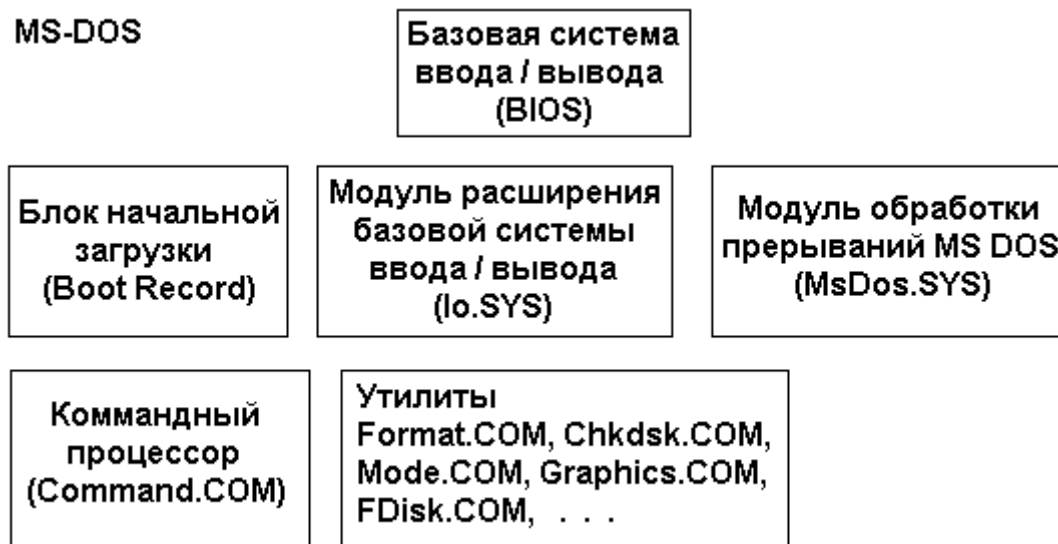 MS-DOS
Базовая система
ввода / вывода
(BIOS)
Блок начальной
загрузки
(Boot Record)
Модуль расширения
базовой системы
ввода / вывода
(Io.SYS)
Модуль обработки
прерываний MS DOS
(MsDos.SYS)
Коммандный
процессор
(Command.COM)
Утилиты
Format.COM, Chkdsk.COM,
Mode.COM, Graphics.COM,
FDisk.COM, . . .